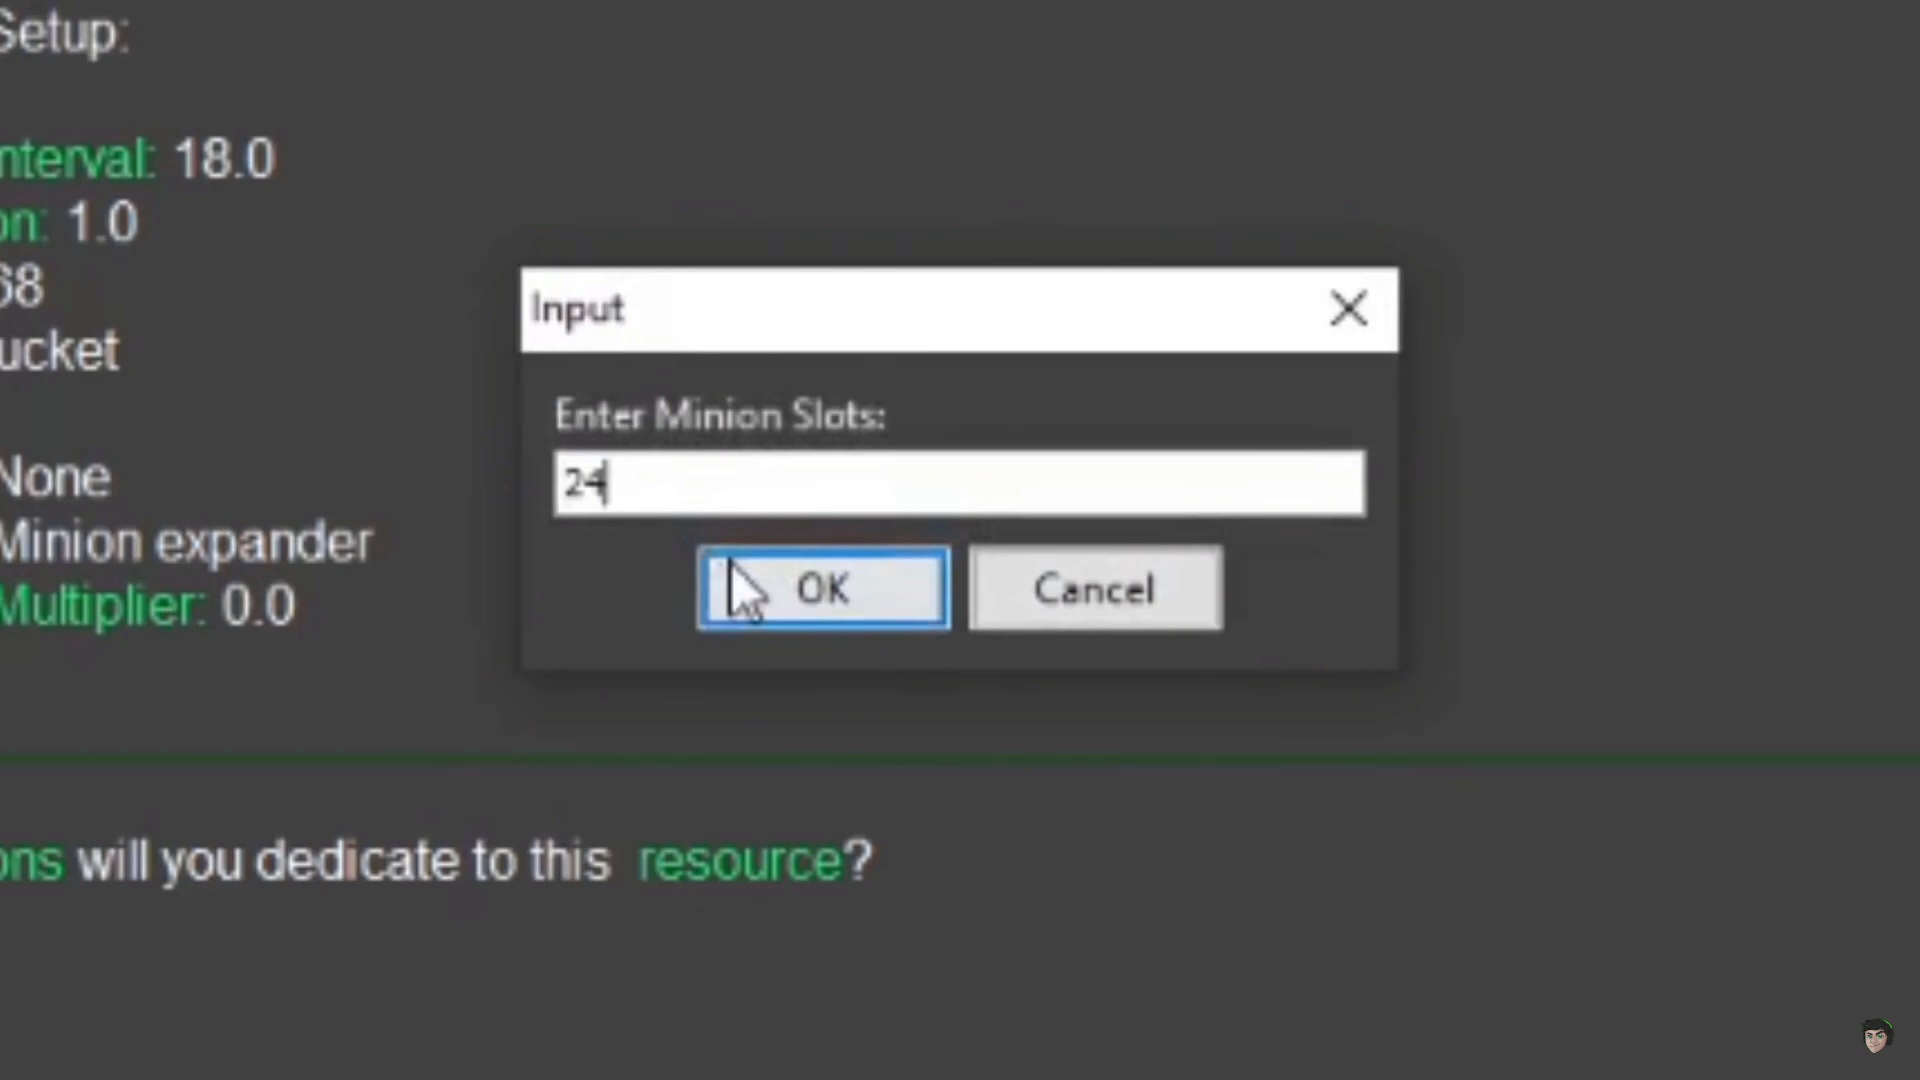 Setup:
nterval: 18.0
on: 1.0
68
ucket
None
Minion expander
Multiplier: 0.0
Input
Enter Minion Slots:
24
OK Cancel
ons will you dedicate to this resource?